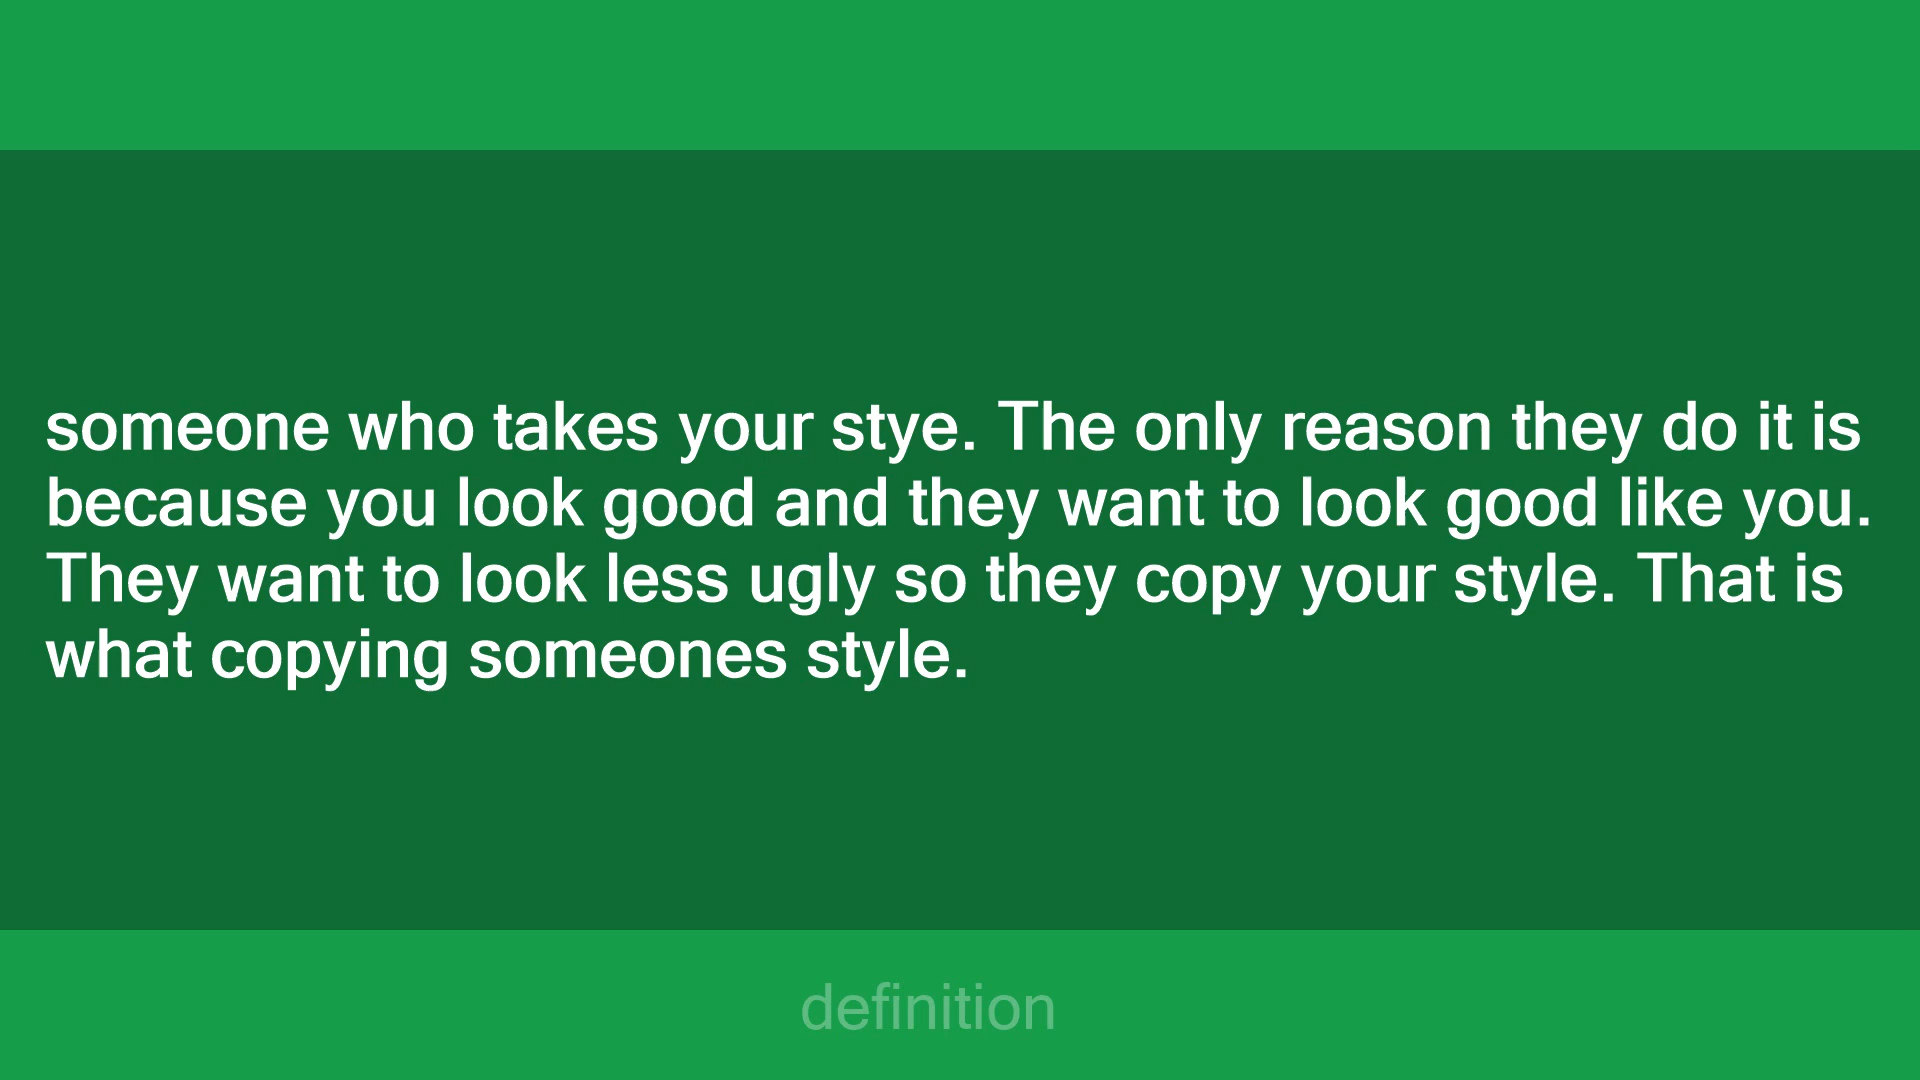 someone who takes your stye. The only reason they do it is
because you look good and they want to look good like you.
They want to look less ugly so they copy your style. That is
what copying someones style.
definition